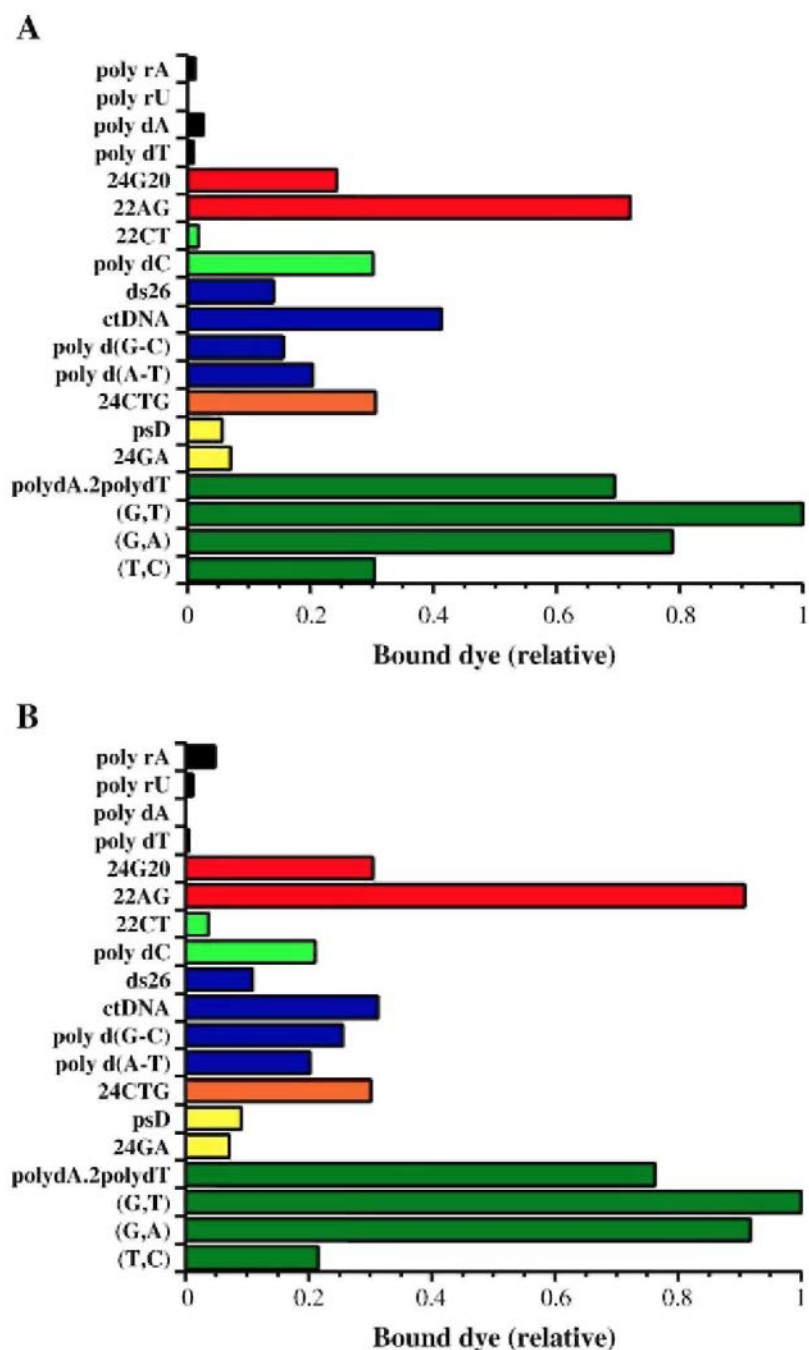 A
poly rA
poly rU
poly dA
poly dT
24G20
22AG
22CT
poly dC
ds26
ctDNA
poly d(G-C)
poly d(A-T)
24CTG
psD
24GA
polydA.2polydT
(G,T)
(G,A)
(T,C)
0 0.2 0.4 0.6 0.8 1
Bound dye (relative)
B
poly rA
poly rU
poly dA
poly dT
24G20
22AG
22CT
poly dC
ds26
ctDNA
poly d(G-C)
poly d(A-T)
24CTG
psD
24GA
polydA.2polydT
(G,T)
(G,A)
(T,C)
0 0.2 0.4 0.6 0.8 1
Bound dye (relative)